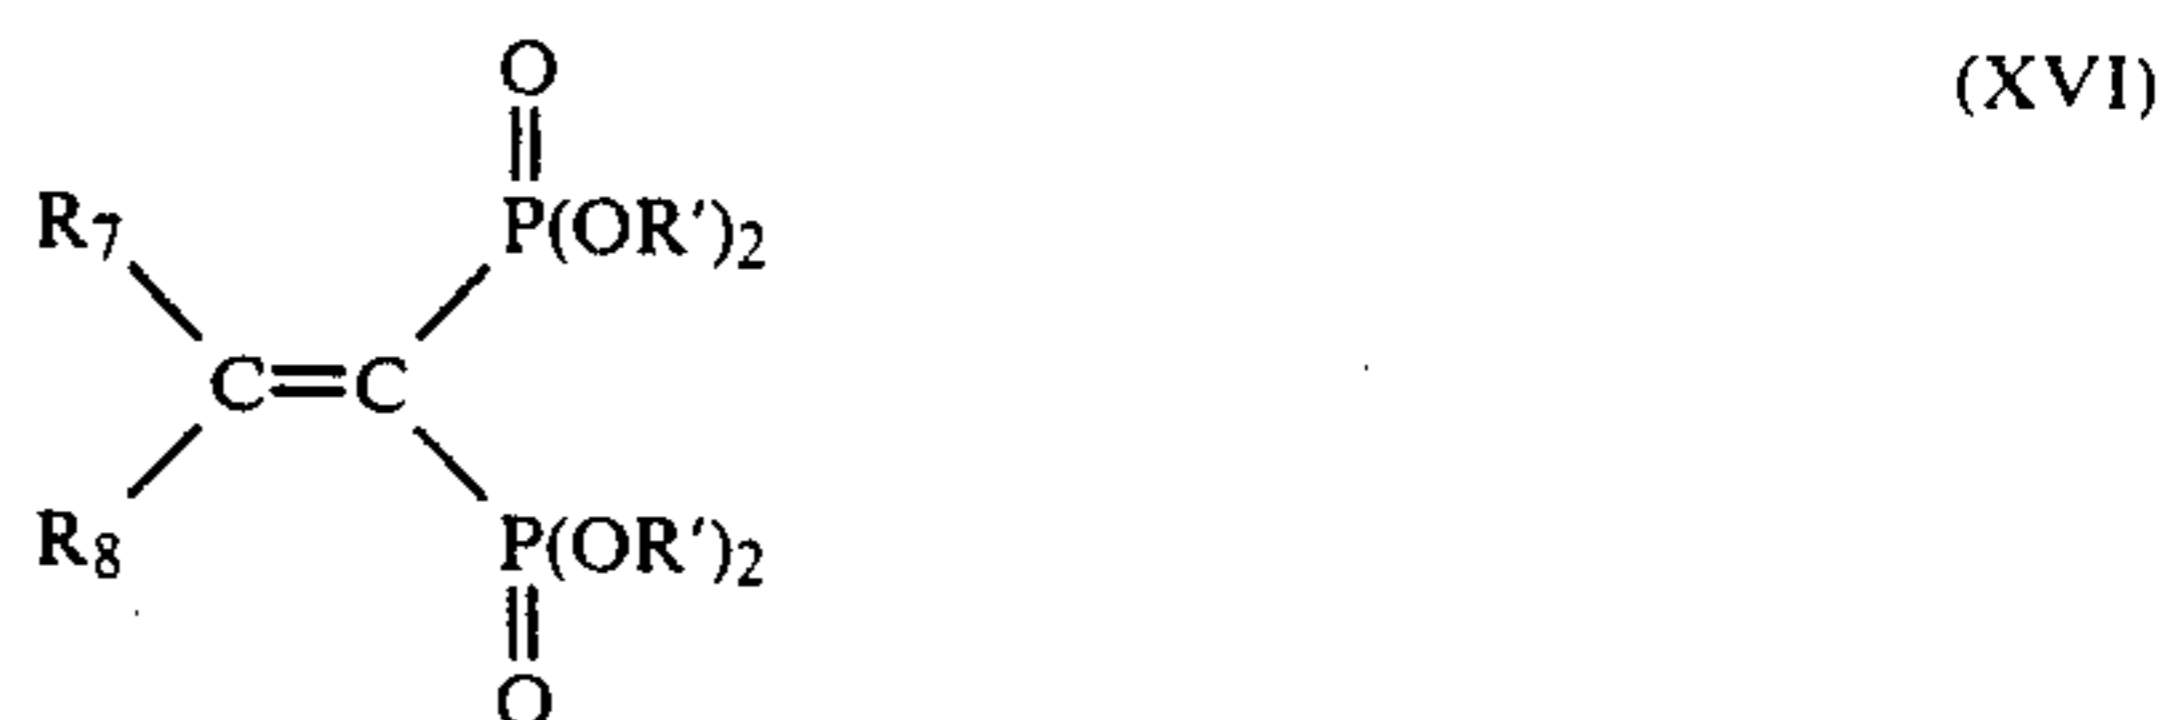 O (XVI)
R₇ P(OR′)₂
C=C
R₈ P(OR′)₂
O